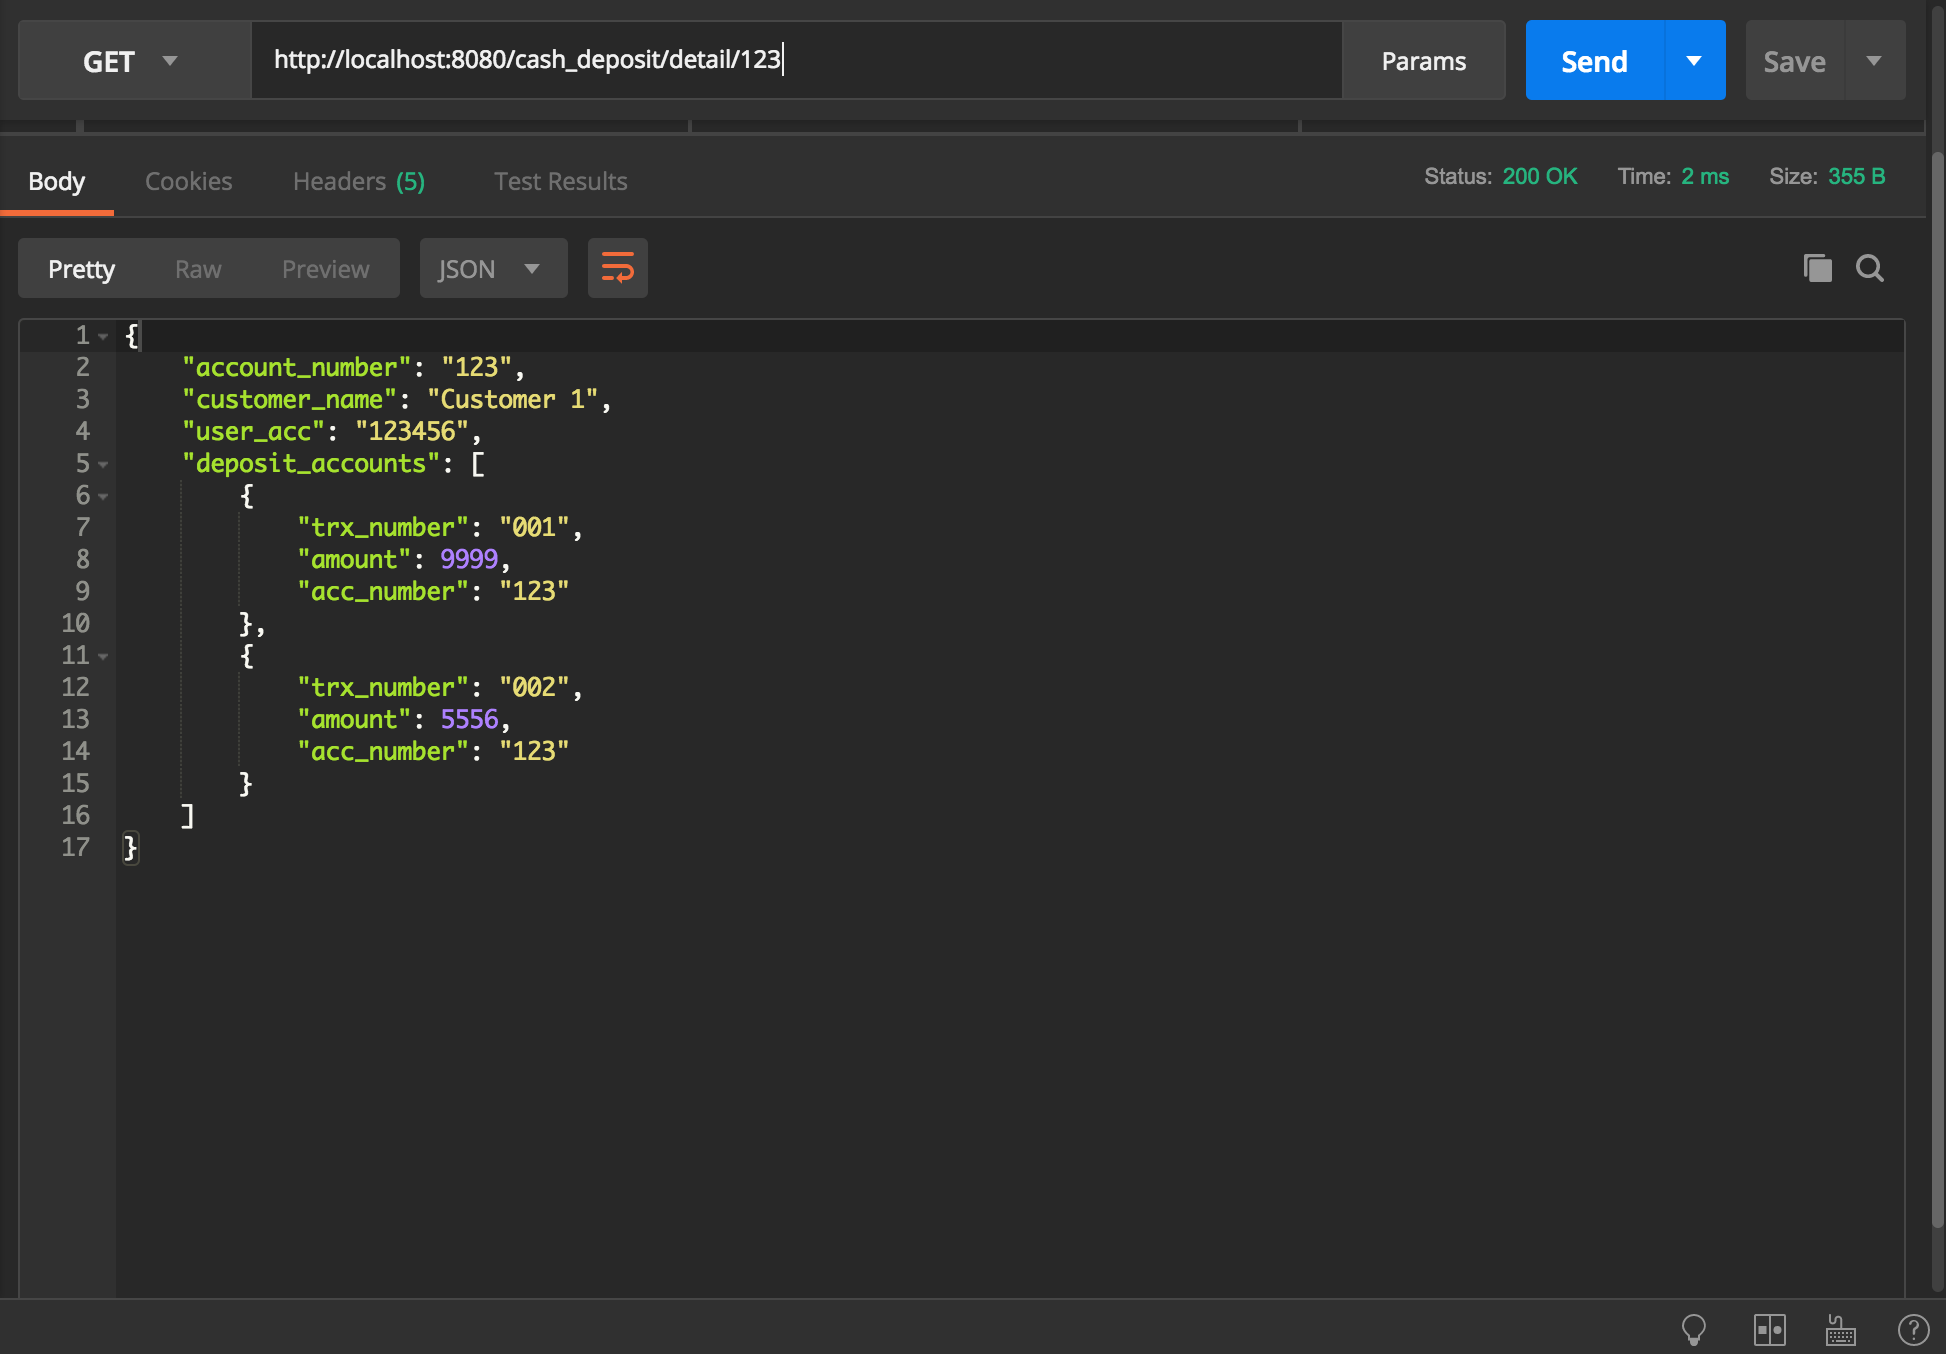 GET http://localhost:8080/cash_deposit/detail/123 Params Send Save
Body Cookies Headers (5) Test Results Status: 200 OK Time: 2 ms Size: 355 B
Pretty Raw Preview JSON
1 {
2 "account_number": "123",
3 "customer_name": "Customer 1",
4 "user_acc": "123456",
5 "deposit_accounts": [
6 {
7 "trx_number": "001",
8 "amount": 9999,
9 "acc_number": "123"
10 },
11 {
12 "trx_number": "002",
13 "amount": 5556,
14 "acc_number": "123"
15 }
16 ]
17 }